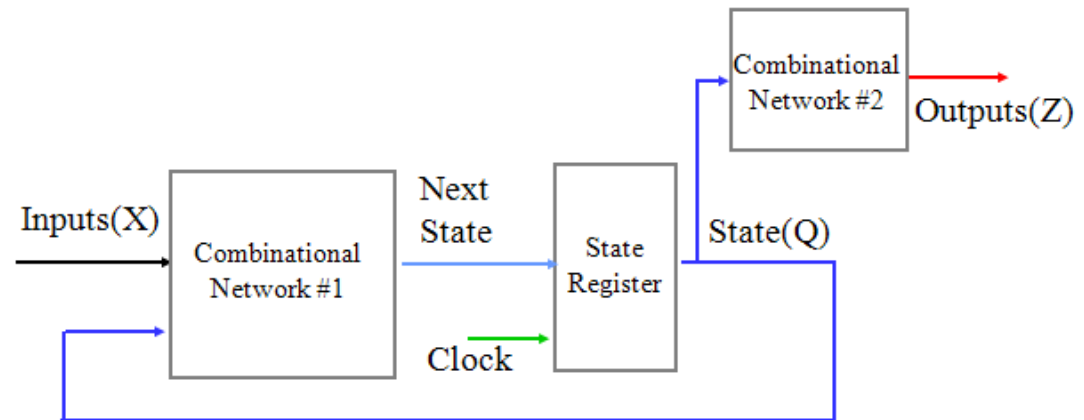 Combinational
Network #2
Outputs(Z)
Inputs(X)
Combinational
Network #1
Next
State
Clock
State
Register
State(Q)